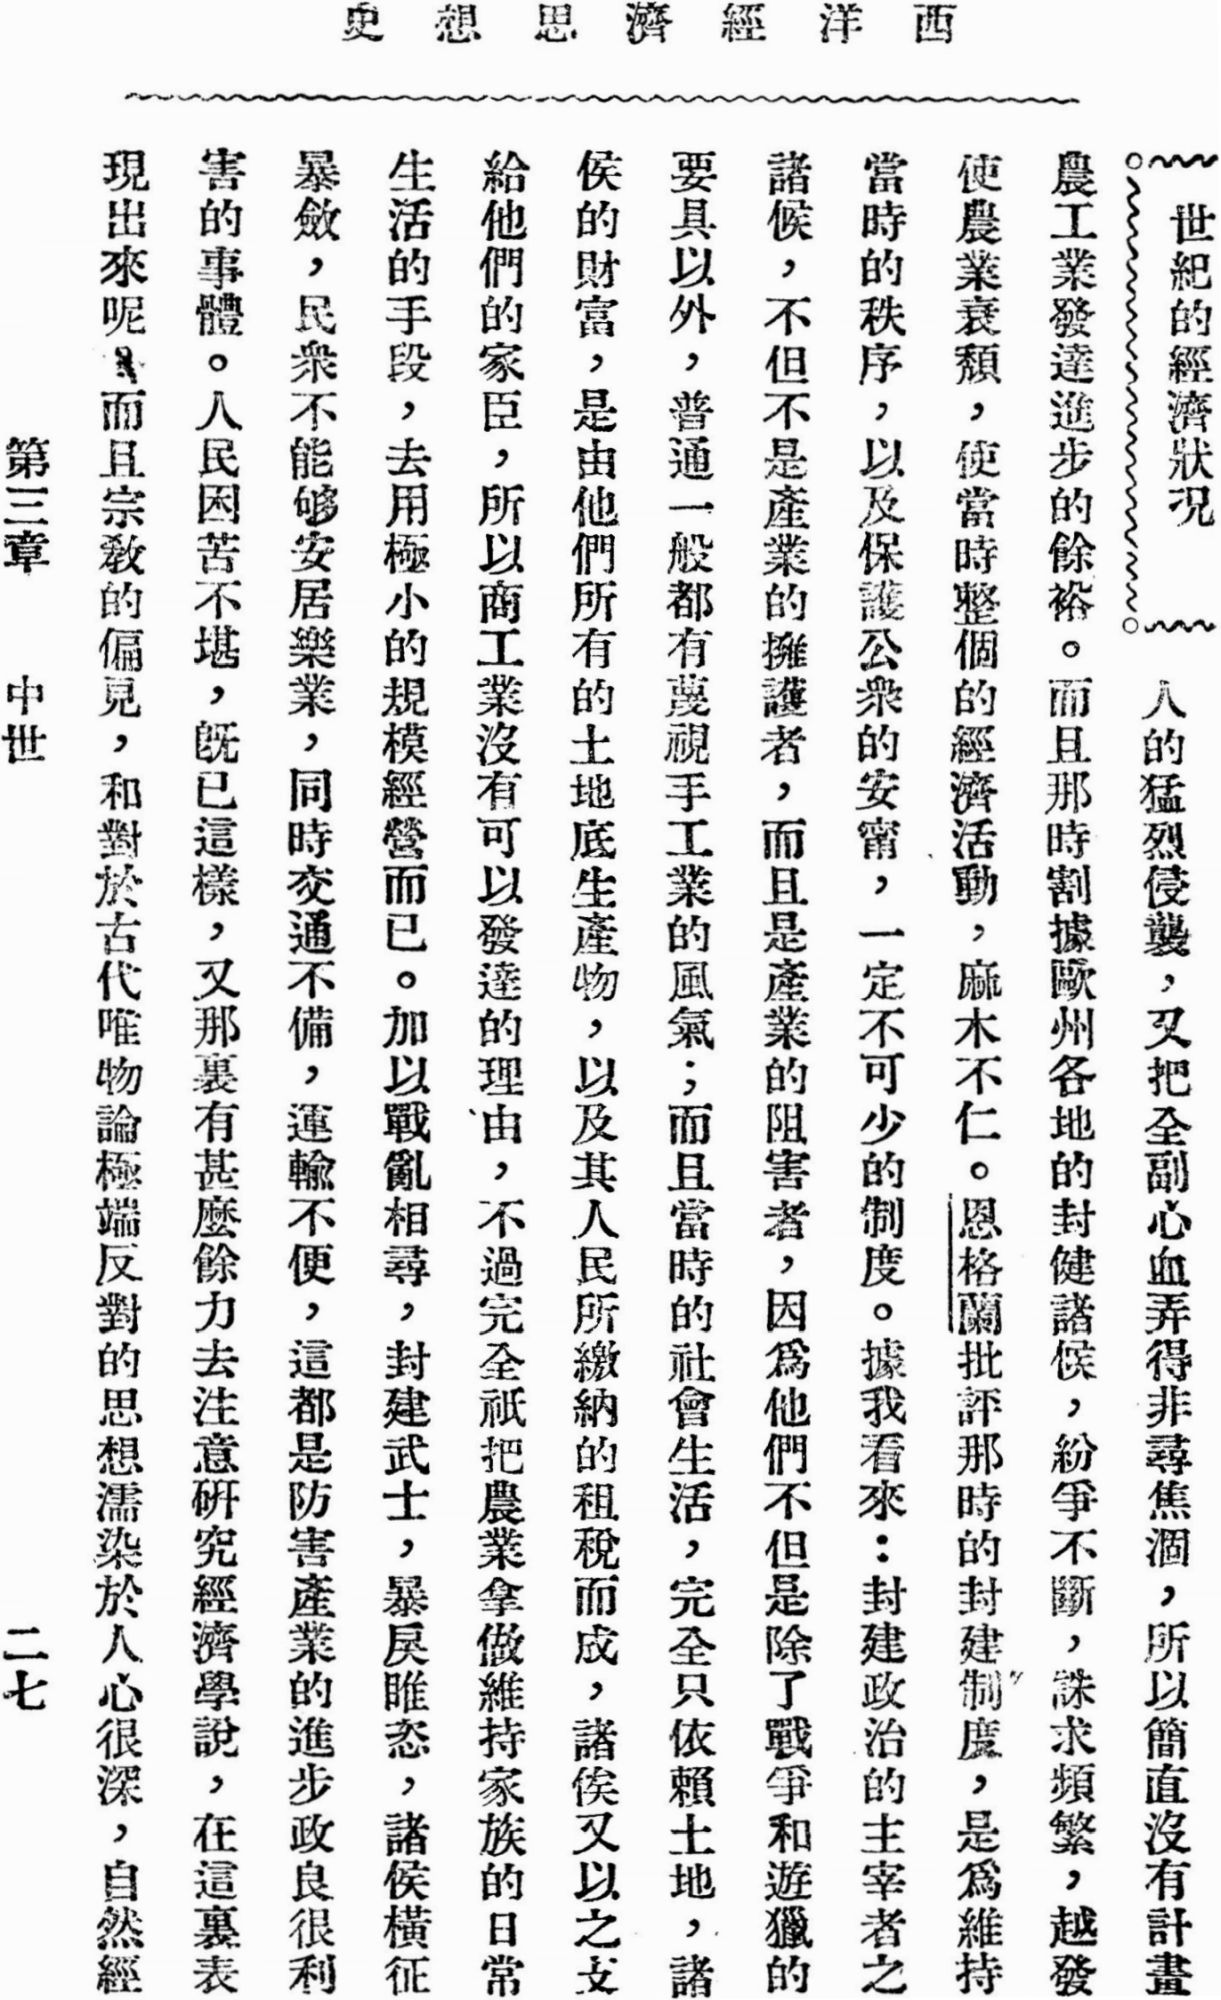 西洋經濟思想史
世紀的經濟狀況
人的猛烈侵襲，又把全副心血弄得非尋焦涸，所以簡直沒有計畫
農工業發達進步的餘裕。而且那時割據歐州各地的封健諸候，紛爭不斷，誅求頻繁，越發
使農業衰頹，使當時整個的經濟活動，麻木不仁。恩格蘭批評那時的封建制度，是爲維持
當時的秩序，以及保護公衆的安甯，一定不可少的制度。據我看來：封建政治的主宰者之
諸候，不但不是產業的擁護者，而且是產業的阻害者，因爲他們不但是除了戰爭和遊獵的
要具以外，普通一般都有蔑視手工業的風氣；而且當時的社會生活，完全只依賴土地，諸
侯的財富，是由他們所有的土地底生產物，以及其人民所繳納的租稅而成，諸侯又以之支
給他們的家臣，所以商工業沒有可以發達的理由，不過完全祇把農業拿做維持家族的日常
生活的手段，去用極小的規模經營而已。加以戰亂相尋，封建武士，暴戾睢恣，諸侯橫征
暴斂，民衆不能够安居樂業，同時交通不備，運輸不便，這都是防害產業的進步政良很利
害的事體。人民困苦不堪，旣已這樣，又那裏有甚麼餘力去注意硏究經濟學說，在這裏表
現出來呢？而且宗敎的偏見，和對於古代唯物論極端反對的思想濡染於人心很深，自然經
第三章　中世　二七